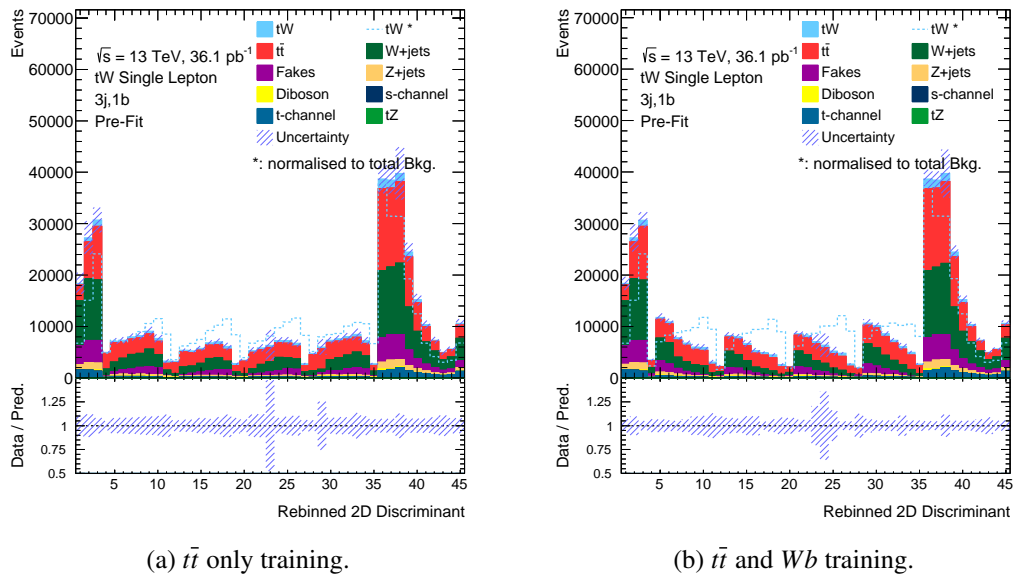 Events
70000
60000
50000
40000
30000
20000
10000
0
√s = 13 TeV, 36.1 pb⁻¹
tW Single Lepton
3j,1b
Pre-Fit
tW
tt̄
Fakes
Diboson
t-channel
Uncertainty
tW *
W+jets
Z+jets
s-channel
tZ
*: normalised to total Bkg.
Data / Pred.
1.25
1
0.75
0.5
5 10 15 20 25 30 35 40 45
Rebinned 2D Discriminant
(a) tt̄ only training.
Events
70000
60000
50000
40000
30000
20000
10000
0
√s = 13 TeV, 36.1 pb⁻¹
tW Single Lepton
3j,1b
Pre-Fit
tW
tt̄
Fakes
Diboson
t-channel
Uncertainty
tW *
W+jets
Z+jets
s-channel
tZ
*: normalised to total Bkg.
Data / Pred.
1.25
1
0.75
0.5
5 10 15 20 25 30 35 40 45
Rebinned 2D Discriminant
(b) tt̄ and Wb training.